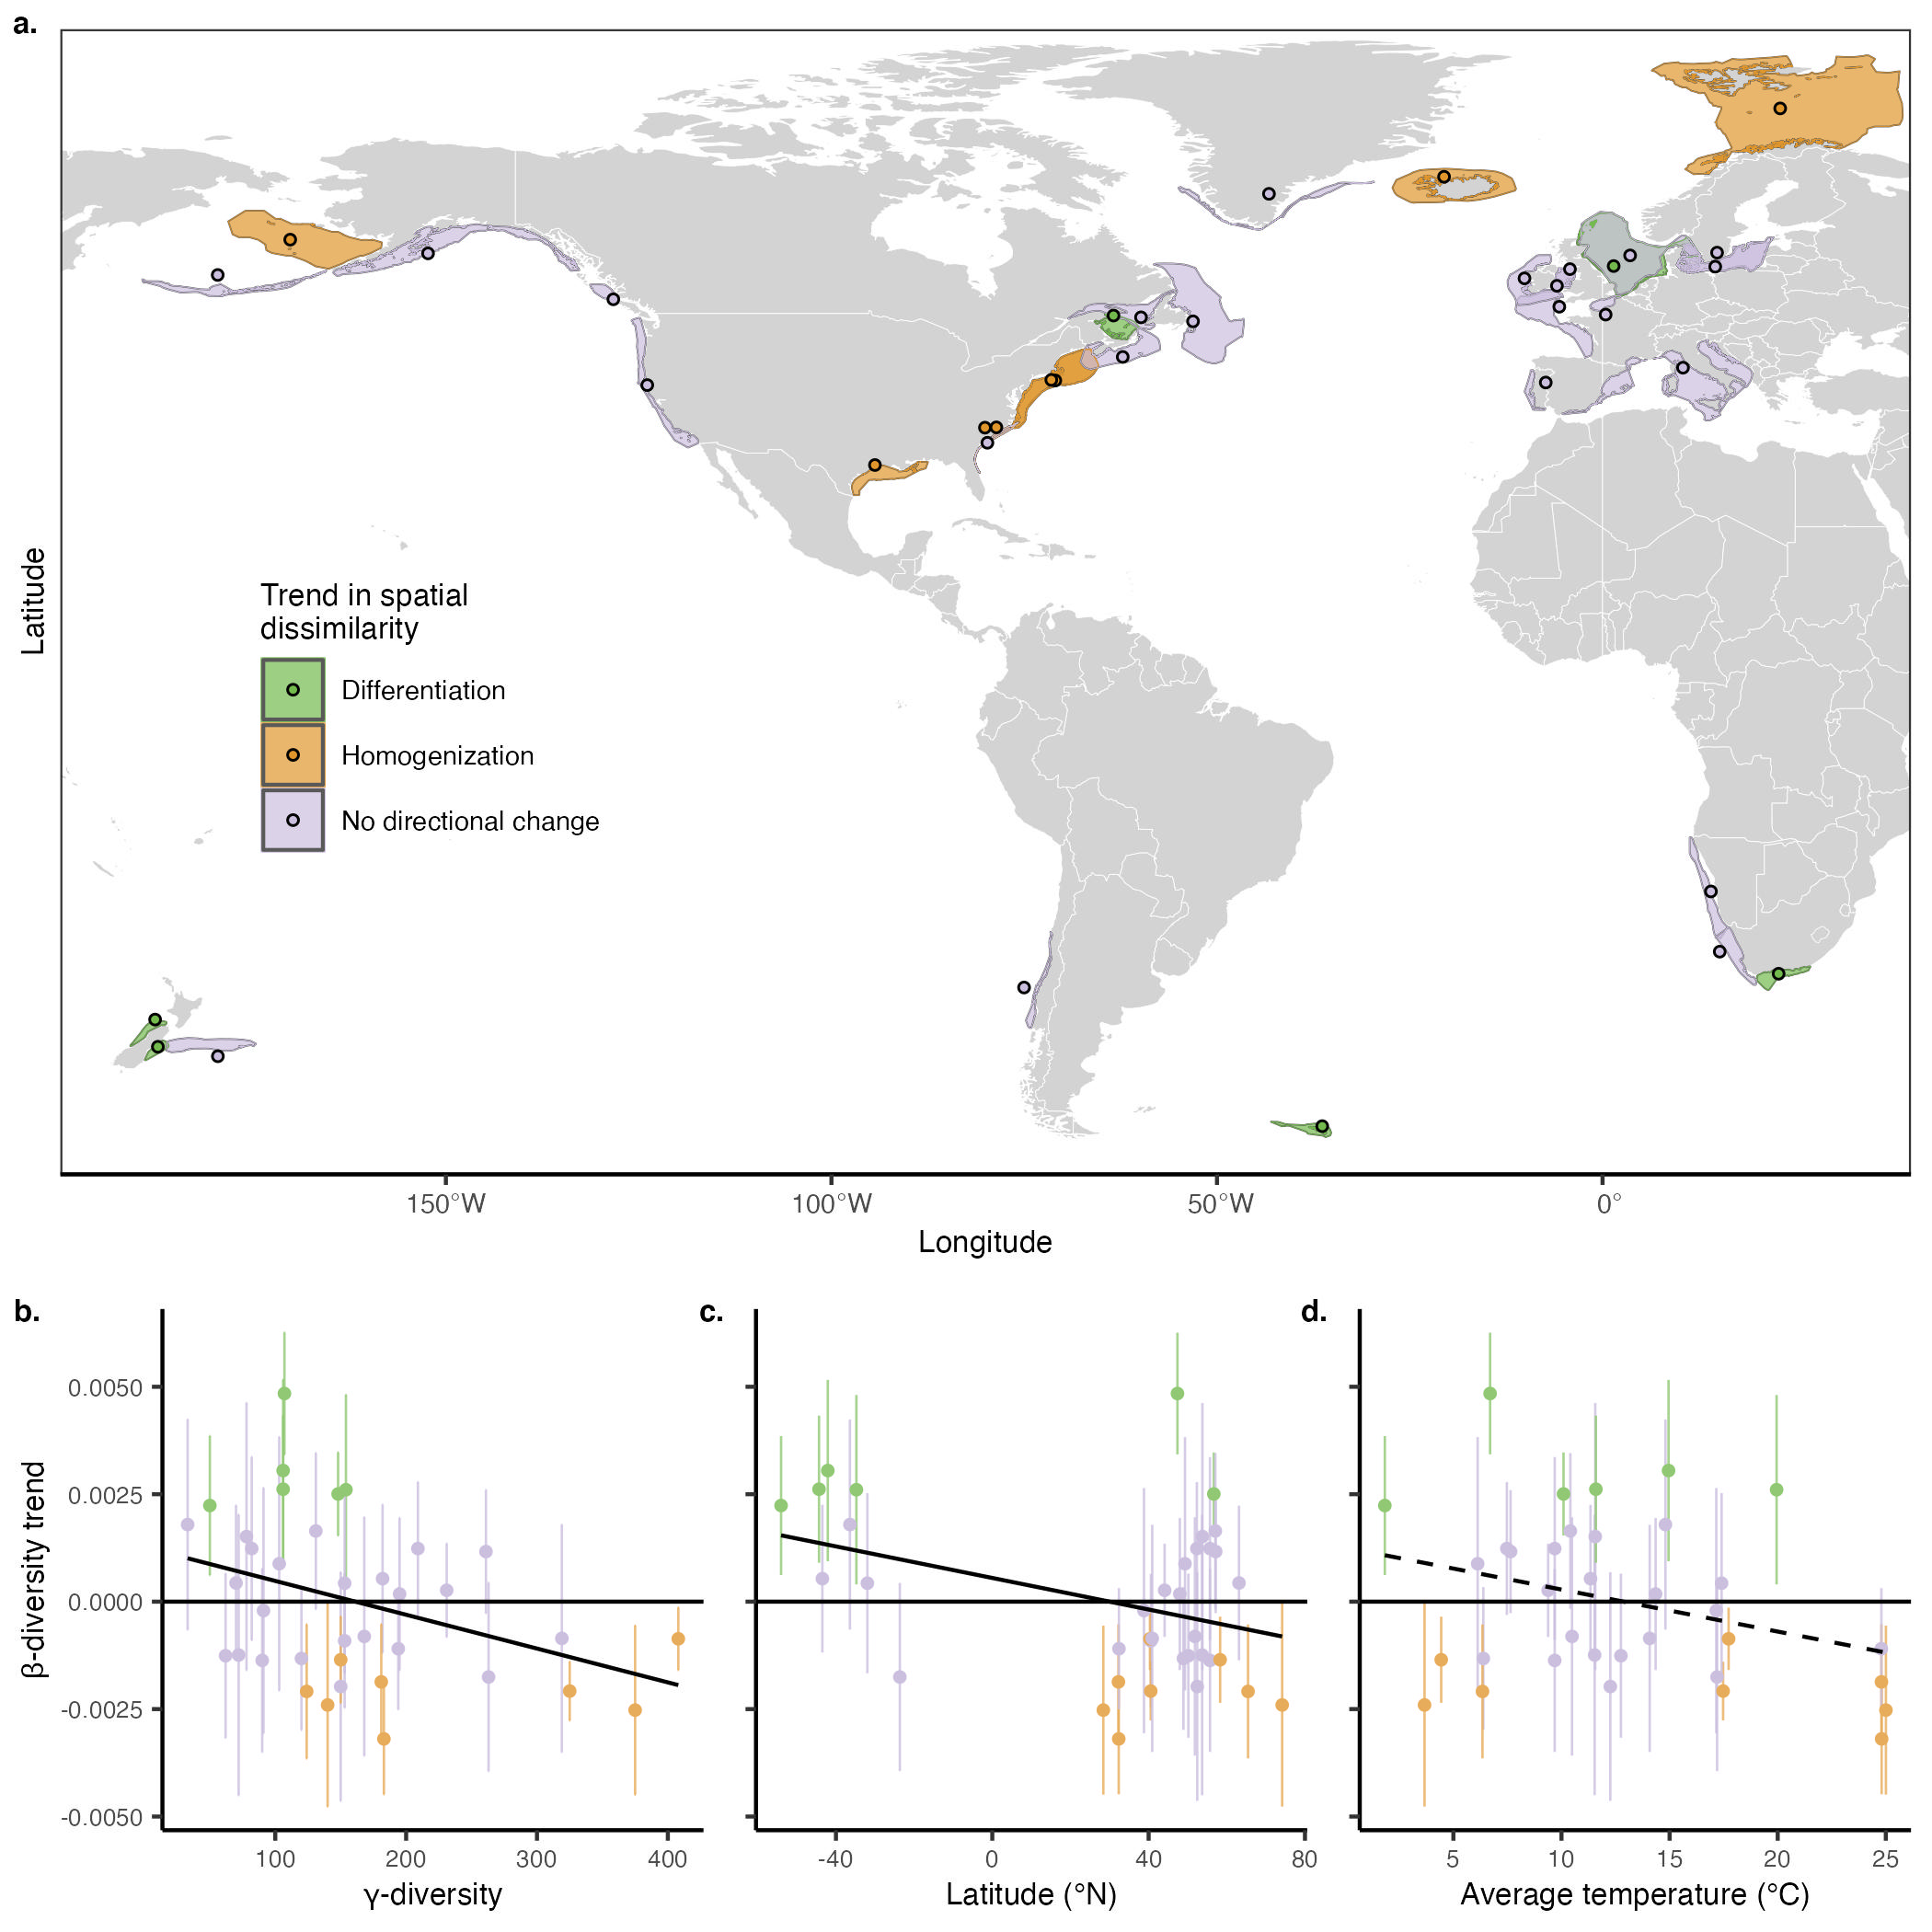 a.
Latitude
Trend in spatial
dissimilarity
Differentiation
Homogenization
No directional change
150°W 100°W 50°W 0°
Longitude
b. c. d.
β-diversity trend
0.0050
0.0025
0.0000
-0.0025
-0.0050
100 200 300 400
-40 0 40 80
5 10 15 20 25
γ-diversity
Latitude (°N)
Average temperature (°C)